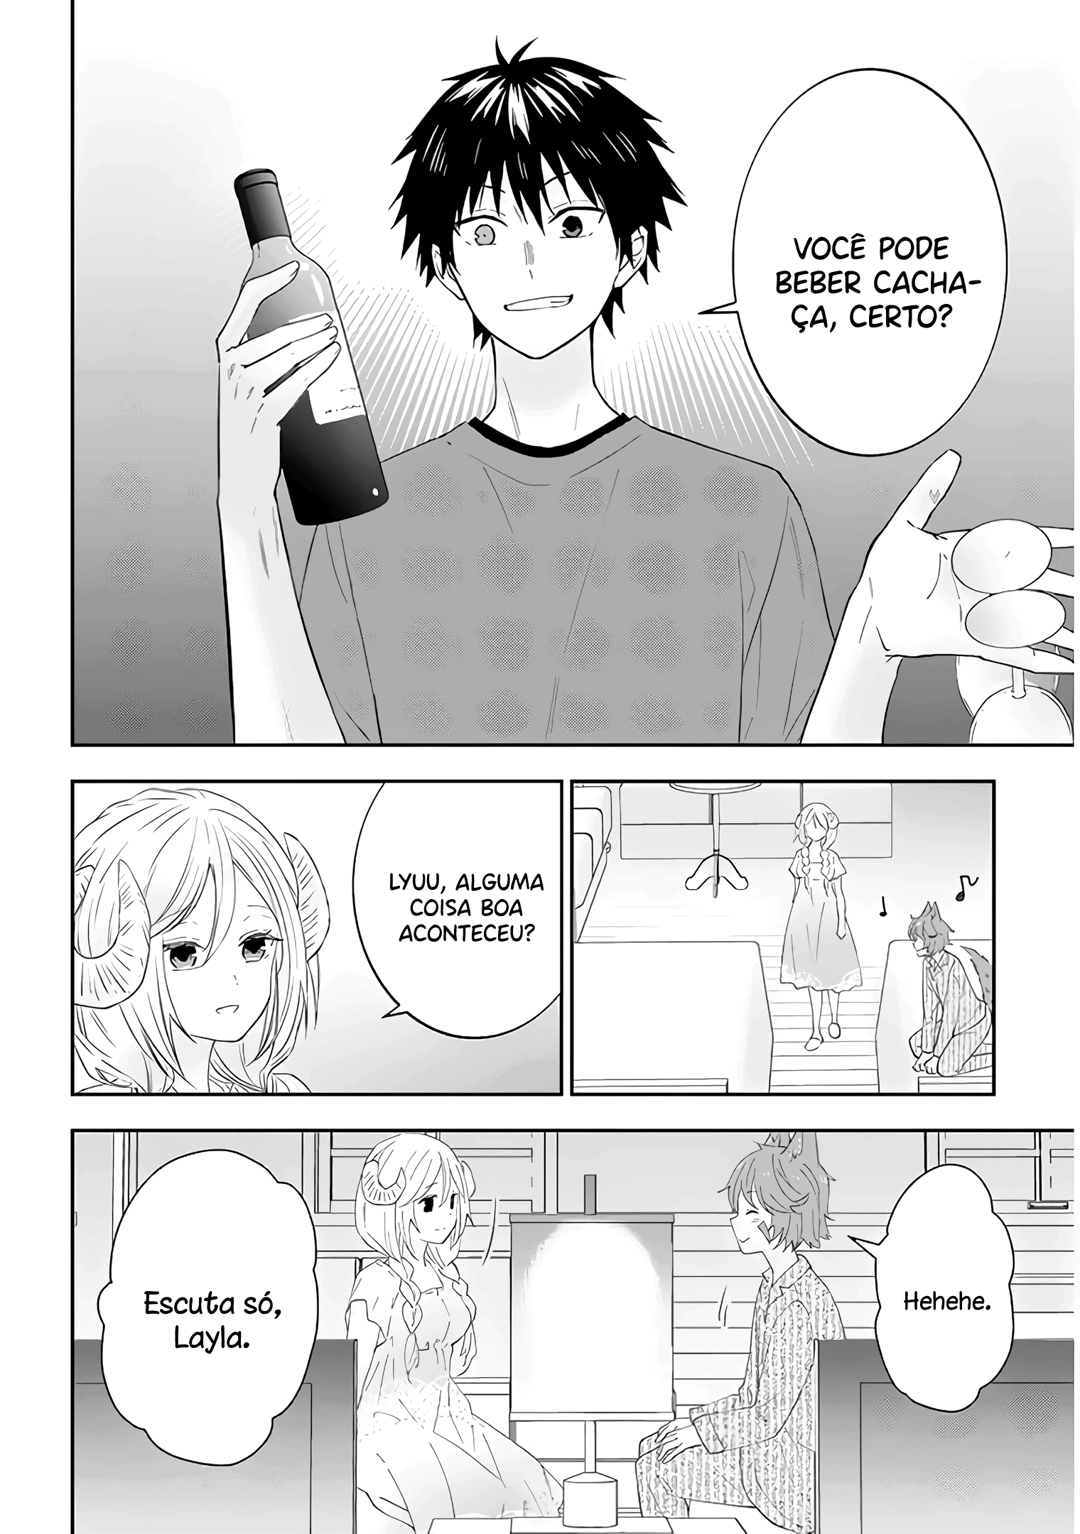 VOCÊ PODE
BEBER CACHA-
ÇA, CERTO?
LYUU, ALGUMA
COISA BOA
ACONTECEU?
Hehehe.
Escuta só,
Layla.